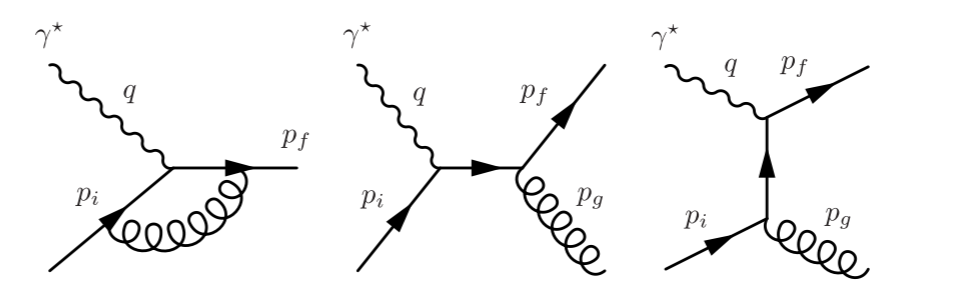 γ⋆ γ⋆ γ⋆
q q q p_f
p_f p_f
p_i p_i p_g p_i p_g